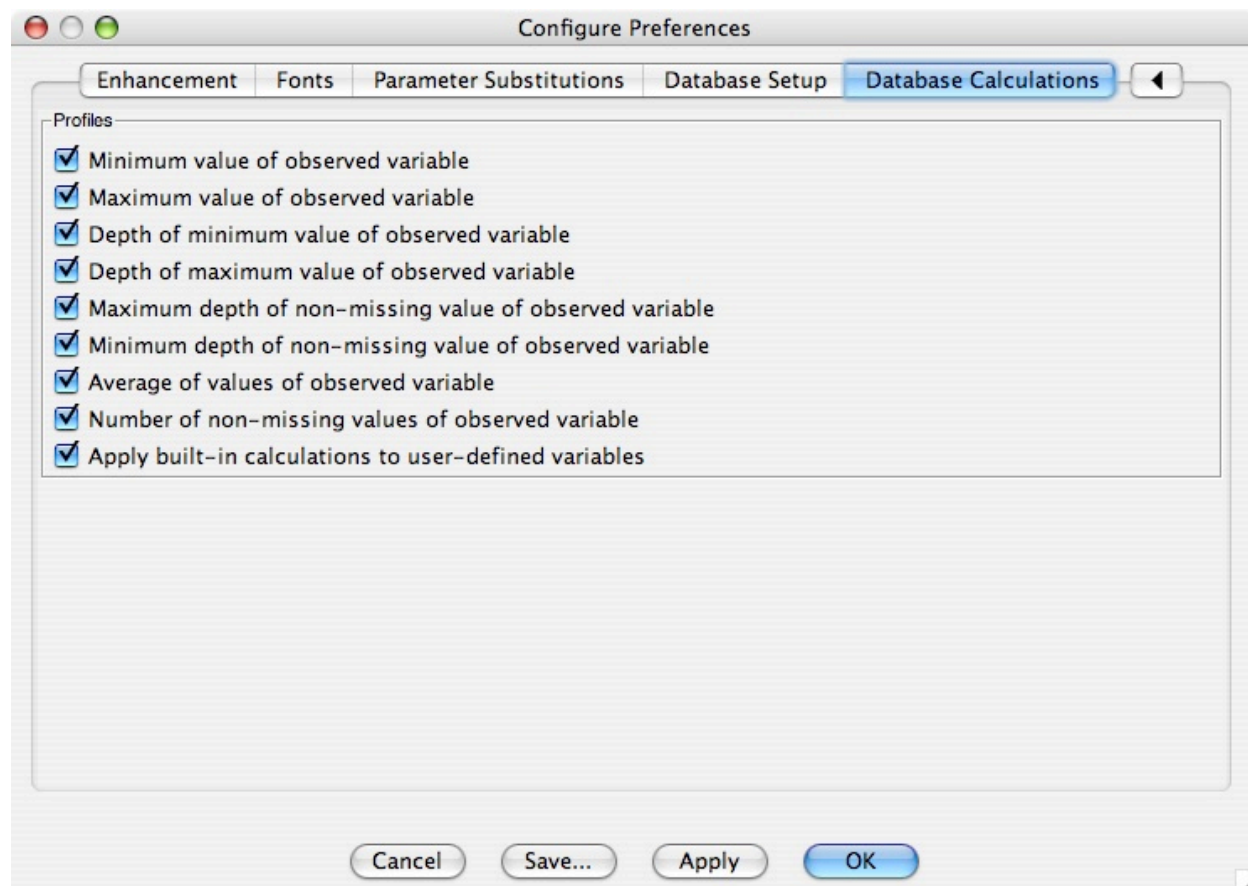 Configure Preferences
Enhancement Fonts Parameter Substitutions Database Setup Database Calculations
Profiles
Minimum value of observed variable
Maximum value of observed variable
Depth of minimum value of observed variable
Depth of maximum value of observed variable
Maximum depth of non-missing value of observed variable
Minimum depth of non-missing value of observed variable
Average of values of observed variable
Number of non-missing values of observed variable
Apply built-in calculations to user-defined variables
Cancel Save... Apply OK